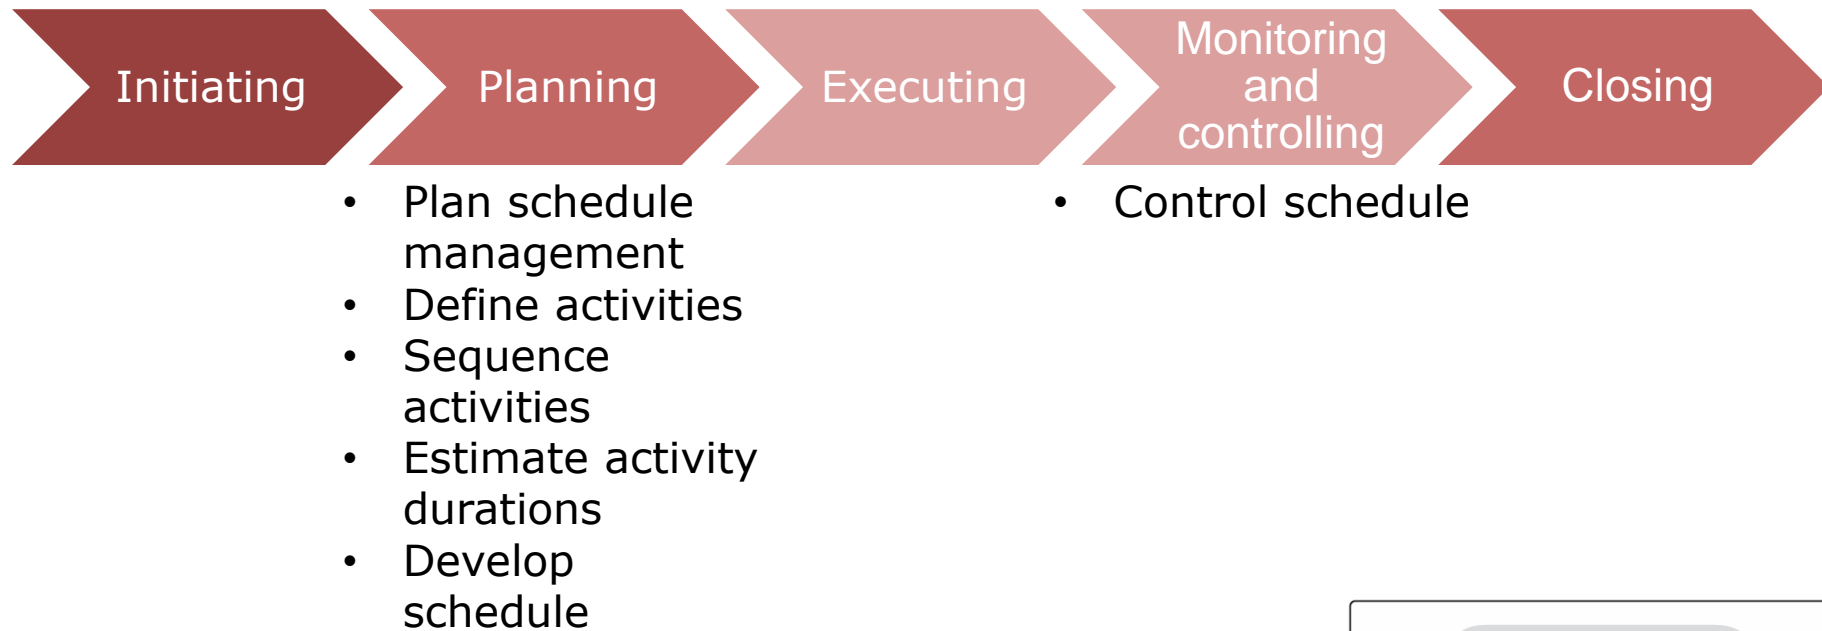 Initiating
Planning
Executing
Monitoring
and
controlling
Closing
• Plan schedule
management
• Define activities
• Sequence
activities
• Estimate activity
durations
• Develop
schedule
• Control schedule